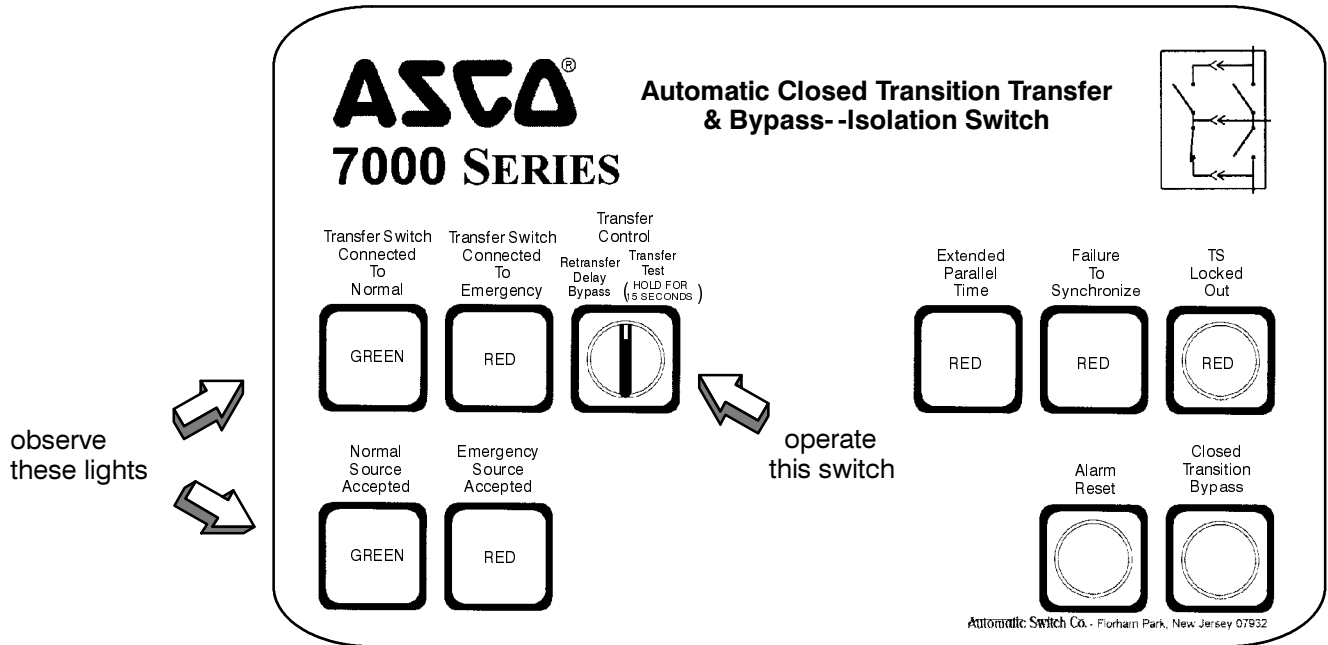 ASCO®
7000 SERIES
Automatic Closed Transition Transfer
& Bypass--Isolation Switch
Transfer Switch
Connected
To
Normal
Transfer Switch
Connected
To
Emergency
Transfer
Control
Retransfer
Delay
Bypass
Transfer
Test
(HOLD FOR
15 SECONDS)
Extended
Parallel
Time
Failure
To
Synchronize
TS
Locked
Out
GREEN
RED
RED
RED
RED
observe
these lights
operate
this switch
Normal
Source
Accepted
Emergency
Source
Accepted
Alarm
Reset
Closed
Transition
Bypass
GREEN
RED
Automatic Switch Co. - Florham Park, New Jersey 07932